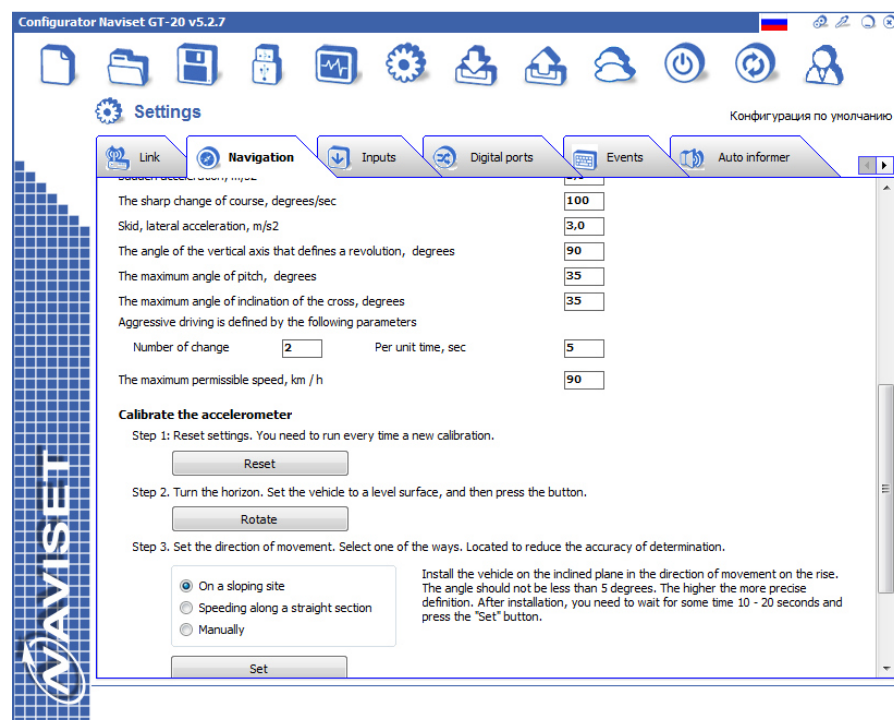 Configurator Naviset GT-20 v5.2.7
Settings
Конфигурация по умолчанию
Link
Navigation
Inputs
Digital ports
Events
Auto informer
The sharp change of course, degrees/sec
100
Skid, lateral acceleration, m/s2
3,0
The angle of the vertical axis that defines a revolution, degrees
90
The maximum angle of pitch, degrees
35
The maximum angle of inclination of the cross, degrees
35
Aggressive driving is defined by the following parameters
Number of change
2
Per unit time, sec
5
The maximum permissible speed, km / h
90
Calibrate the accelerometer
Step 1: Reset settings. You need to run every time a new calibration.
Reset
Step 2. Turn the horizon. Set the vehicle to a level surface, and then press the button.
Rotate
Step 3. Set the direction of movement. Select one of the ways. Located to reduce the accuracy of determination.
On a sloping site
Speeding along a straight section
Manually
Install the vehicle on the inclined plane in the direction of movement on the rise.
The angle should not be less than 5 degrees. The higher the more precise
definition. After installation, you need to wait for some time 10 - 20 seconds and
press the "Set" button.
Set
NAVISET